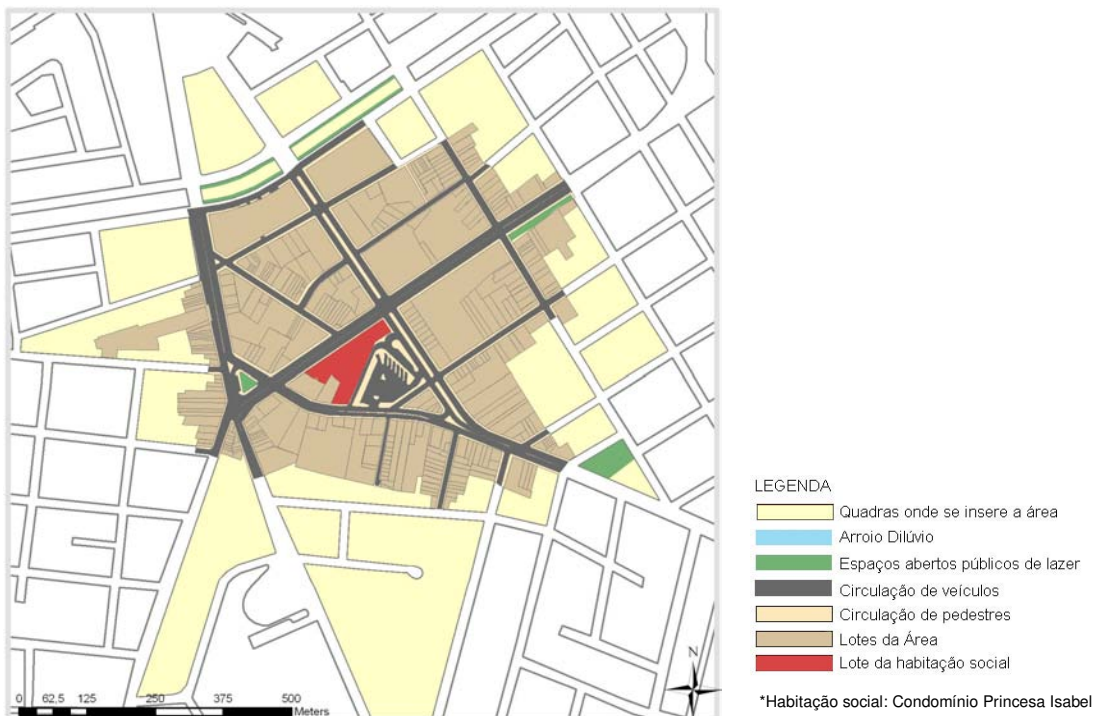 LEGENDA
Quadras onde se insere a área
Arroio Dilúvio
Espaços abertos públicos de lazer
Circulação de veículos
Circulação de pedestres
Lotes da Área
Lote da habitação social
N
0 62,5 125 250 375 500
Meters
*Habitação social: Condomínio Princesa Isabel